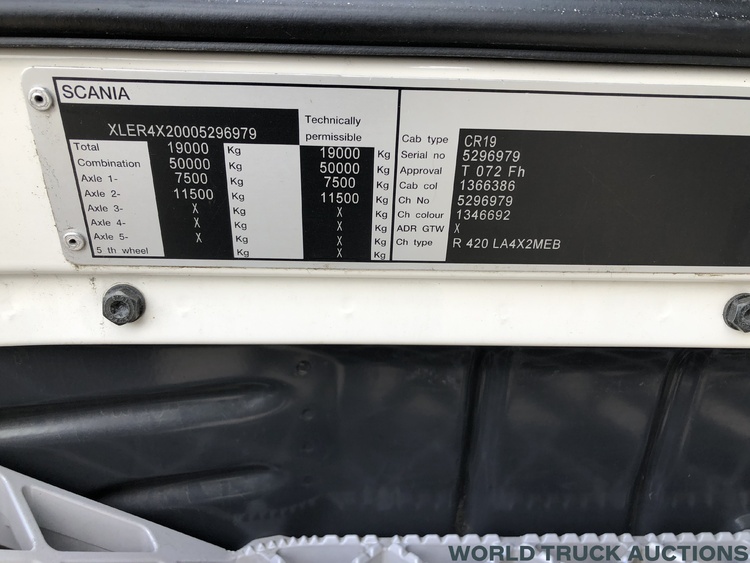 SCANIA
XLER4X20005296979
Technically
permissible
Total 19000 Kg 19000 Kg
Combination 50000 Kg 50000 Kg
Axle 1- 7500 Kg 7500 Kg
Axle 2- 11500 Kg 11500 Kg
Axle 3- X Kg X Kg
Axle 4- X Kg X Kg
Axle 5- X Kg X Kg
5 th wheel Kg Kg
Cab type CR19
Serial no 5296979
Approval T 072 Fh
Cab col 1366386
Ch No 5296979
Ch colour 1346692
ADR GTW X
Ch type R 420 LA4X2MEB
WORLD TRUCK AUCTIONS